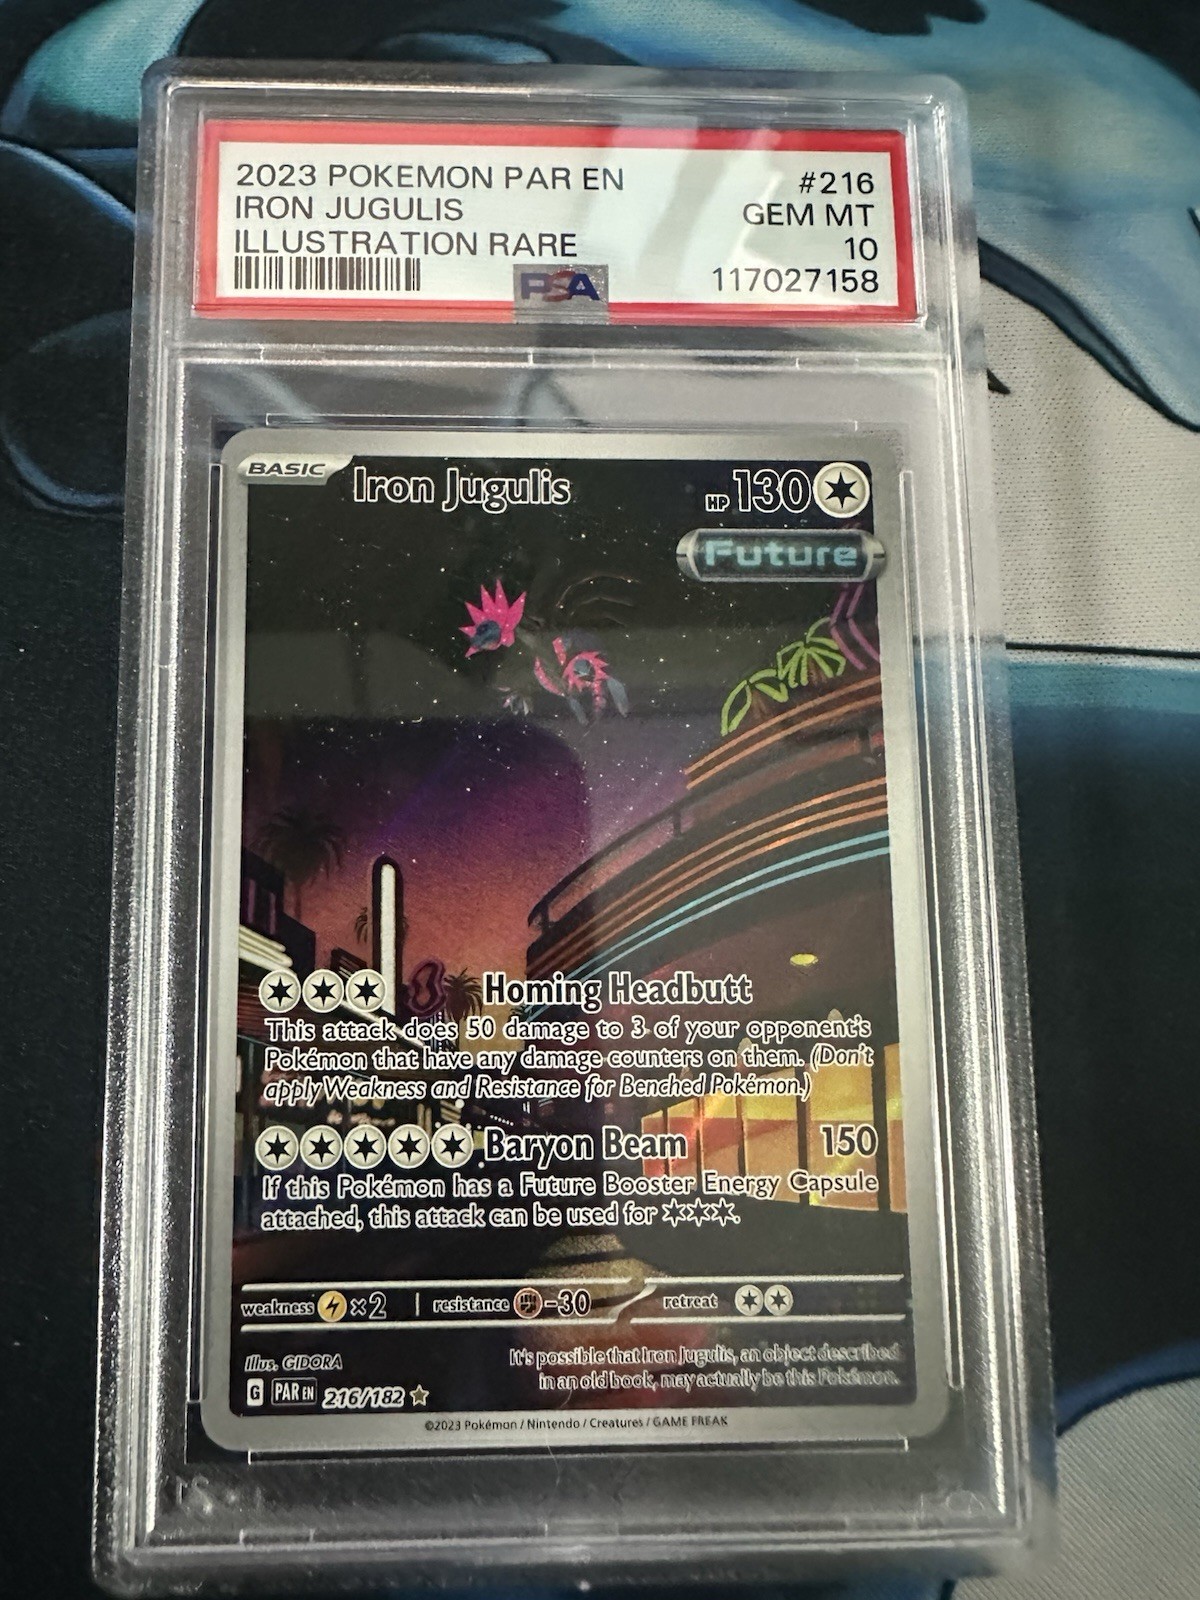 2023 POKEMON PAR EN #216
IRON JUGULIS GEM MT
ILLUSTRATION RARE 10
PSA 117027158
BASIC Iron Jugulis HP 130
Future
Homing Headbutt
This attack does 50 damage to 3 of your opponent's
Pokémon that have any damage counters on them. (Don't
apply Weakness and Resistance for Benched Pokémon.)
Baryon Beam 150
If this Pokémon has a Future Booster Energy Capsule
attached, this attack can be used for ✶✶✶.
weakness ×2 resistance -30 retreat
Illus. GIDORA
It's possible that Iron Jugulis, an object described
in an old book, may actually be this Pokémon.
G PAR EN 216/182 ★
©2023 Pokémon / Nintendo / Creatures / GAME FREAK